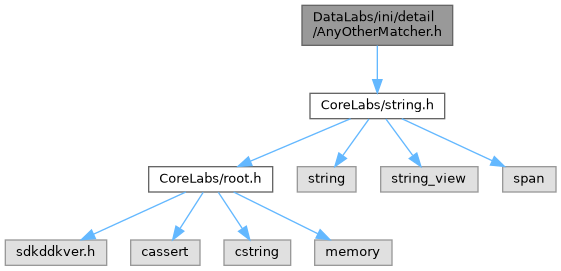 DataLabs/ini/detail
/AnyOtherMatcher.h
CoreLabs/string.h
CoreLabs/root.h
string
string_view
span
sdkddkver.h
cassert
cstring
memory